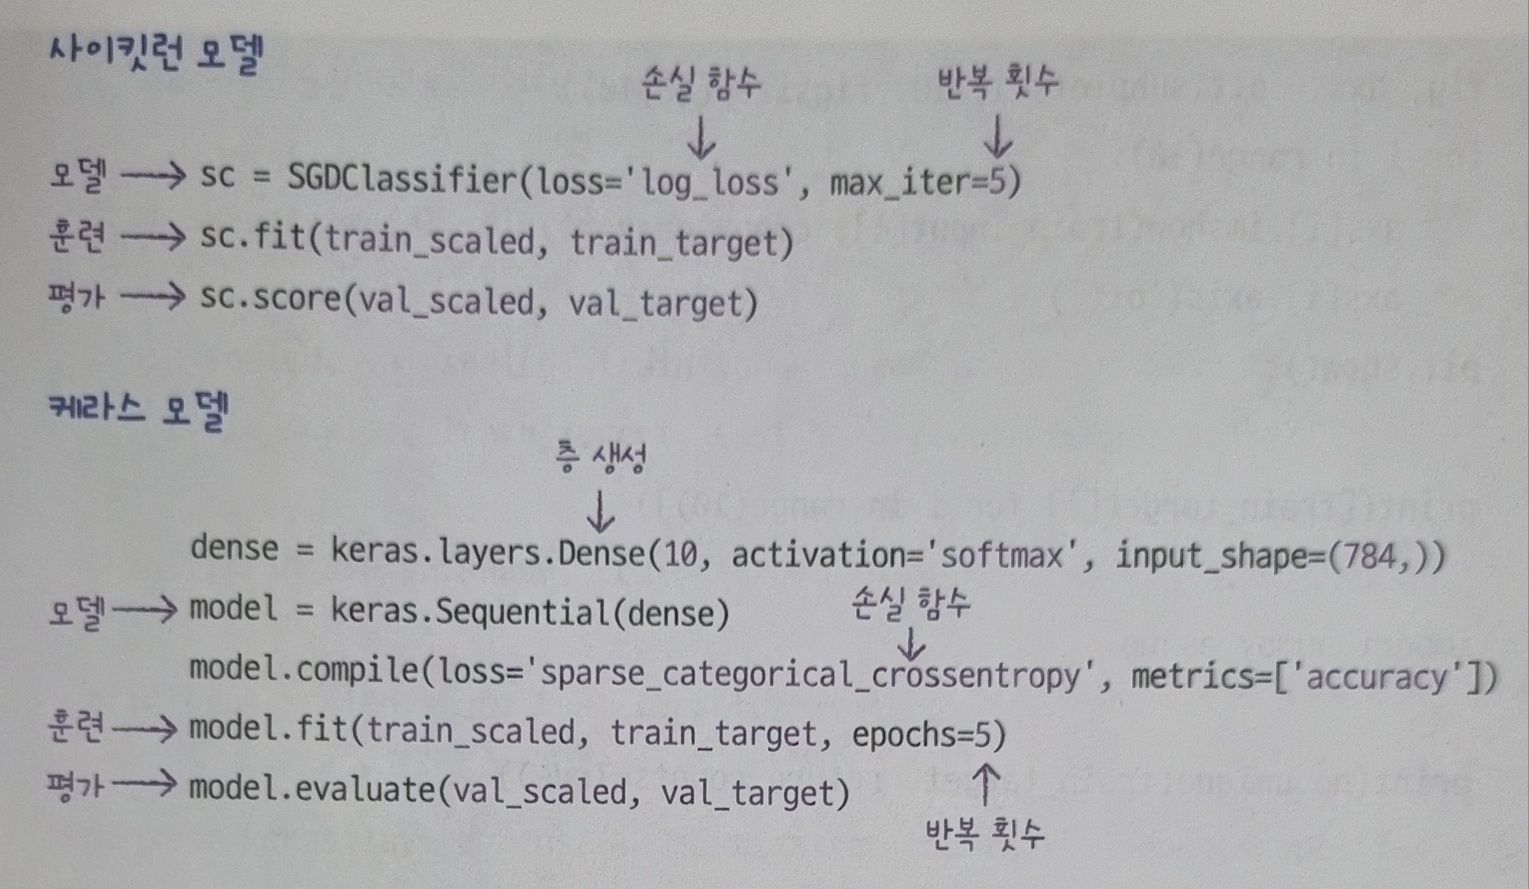 사이킷런 모델
손실 함수 반복 횟수
↓ ↓
모델 → sc = SGDClassifier(loss='log_loss', max_iter=5)
훈련 → sc.fit(train_scaled, train_target)
평가 → sc.score(val_scaled, val_target)
케라스 모델
층 생성
↓
dense = keras.layers.Dense(10, activation='softmax', input_shape=(784,))
모델 → model = keras.Sequential(dense) 손실 함수
↓
model.compile(loss='sparse_categorical_crossentropy', metrics=['accuracy'])
훈련 → model.fit(train_scaled, train_target, epochs=5)
평가 → model.evaluate(val_scaled, val_target) ↑
반복 횟수